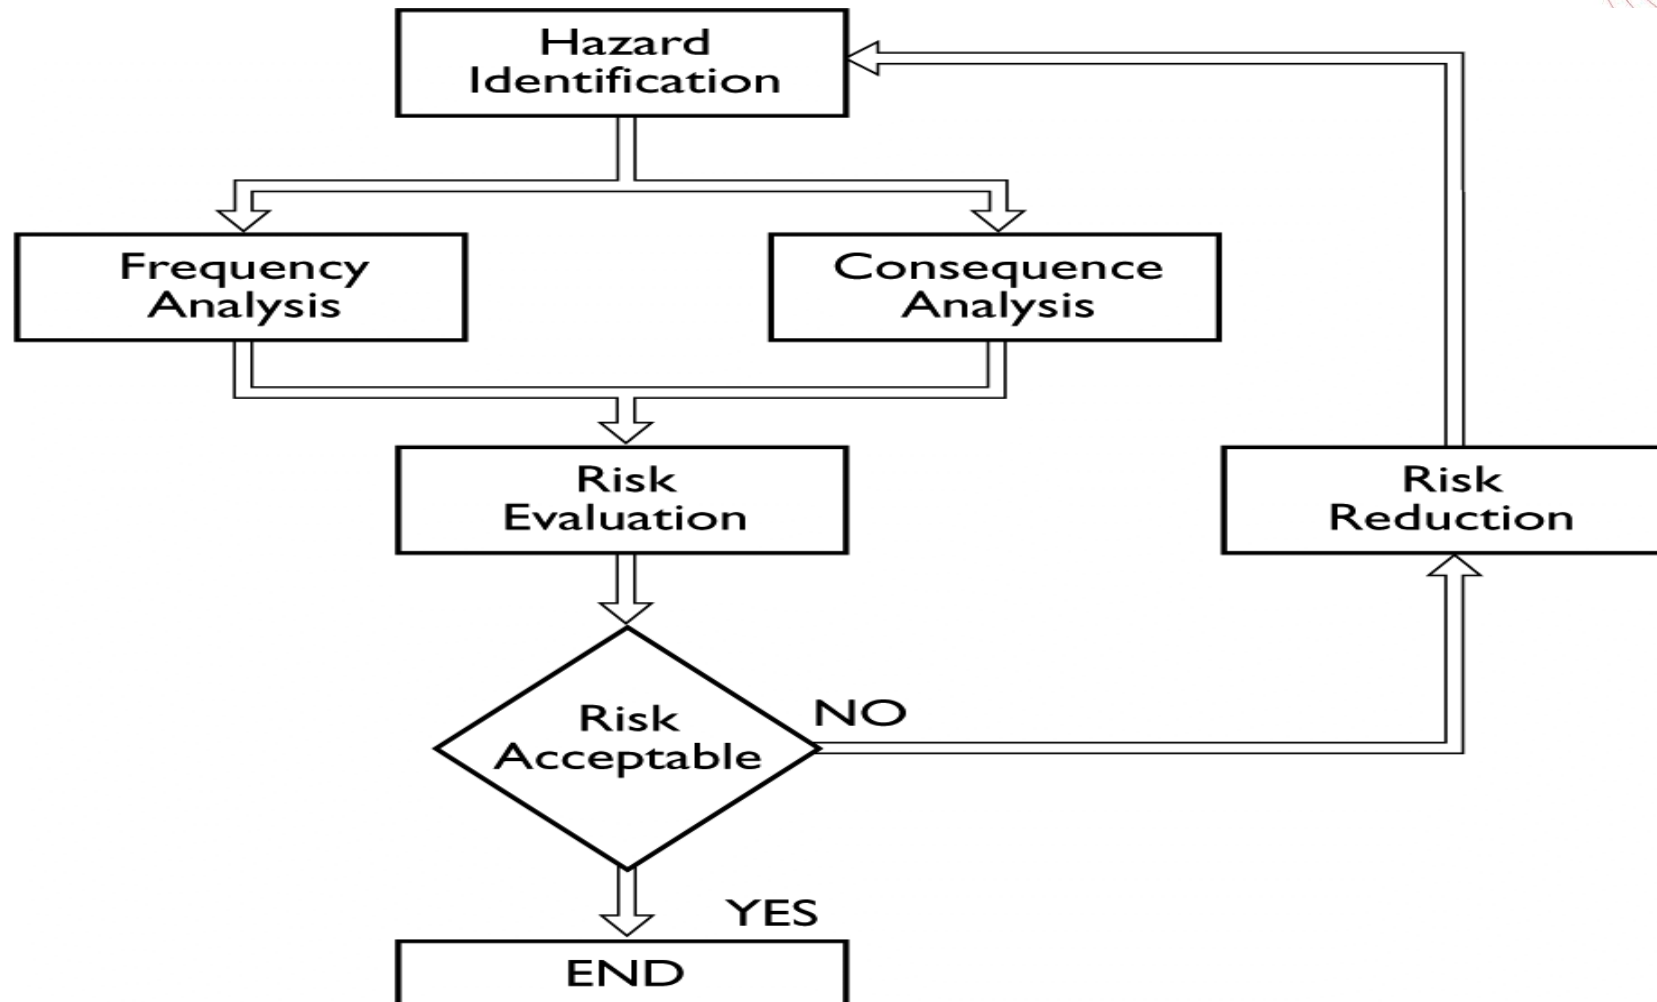 Hazard
Identification
Frequency
Analysis
Consequence
Analysis
Risk
Evaluation
Risk
Reduction
Risk
Acceptable
NO
YES
END